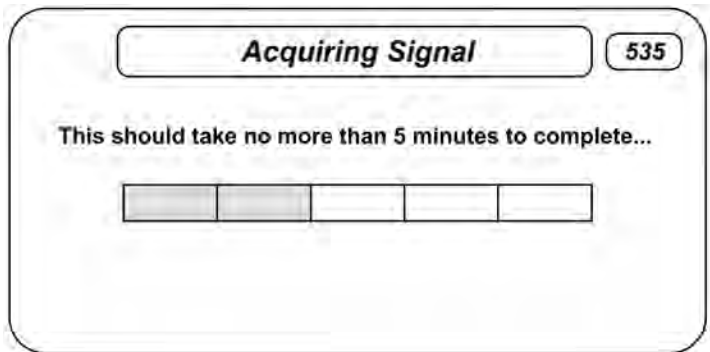 Acquiring Signal
535
This should take no more than 5 minutes to complete...